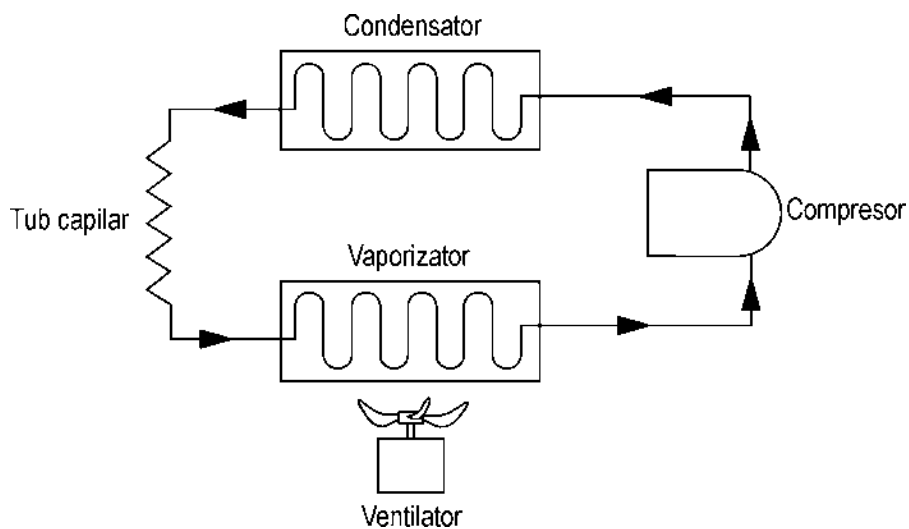 Condensator
Tub capilar
Compresor
Vaporizator
Ventilator